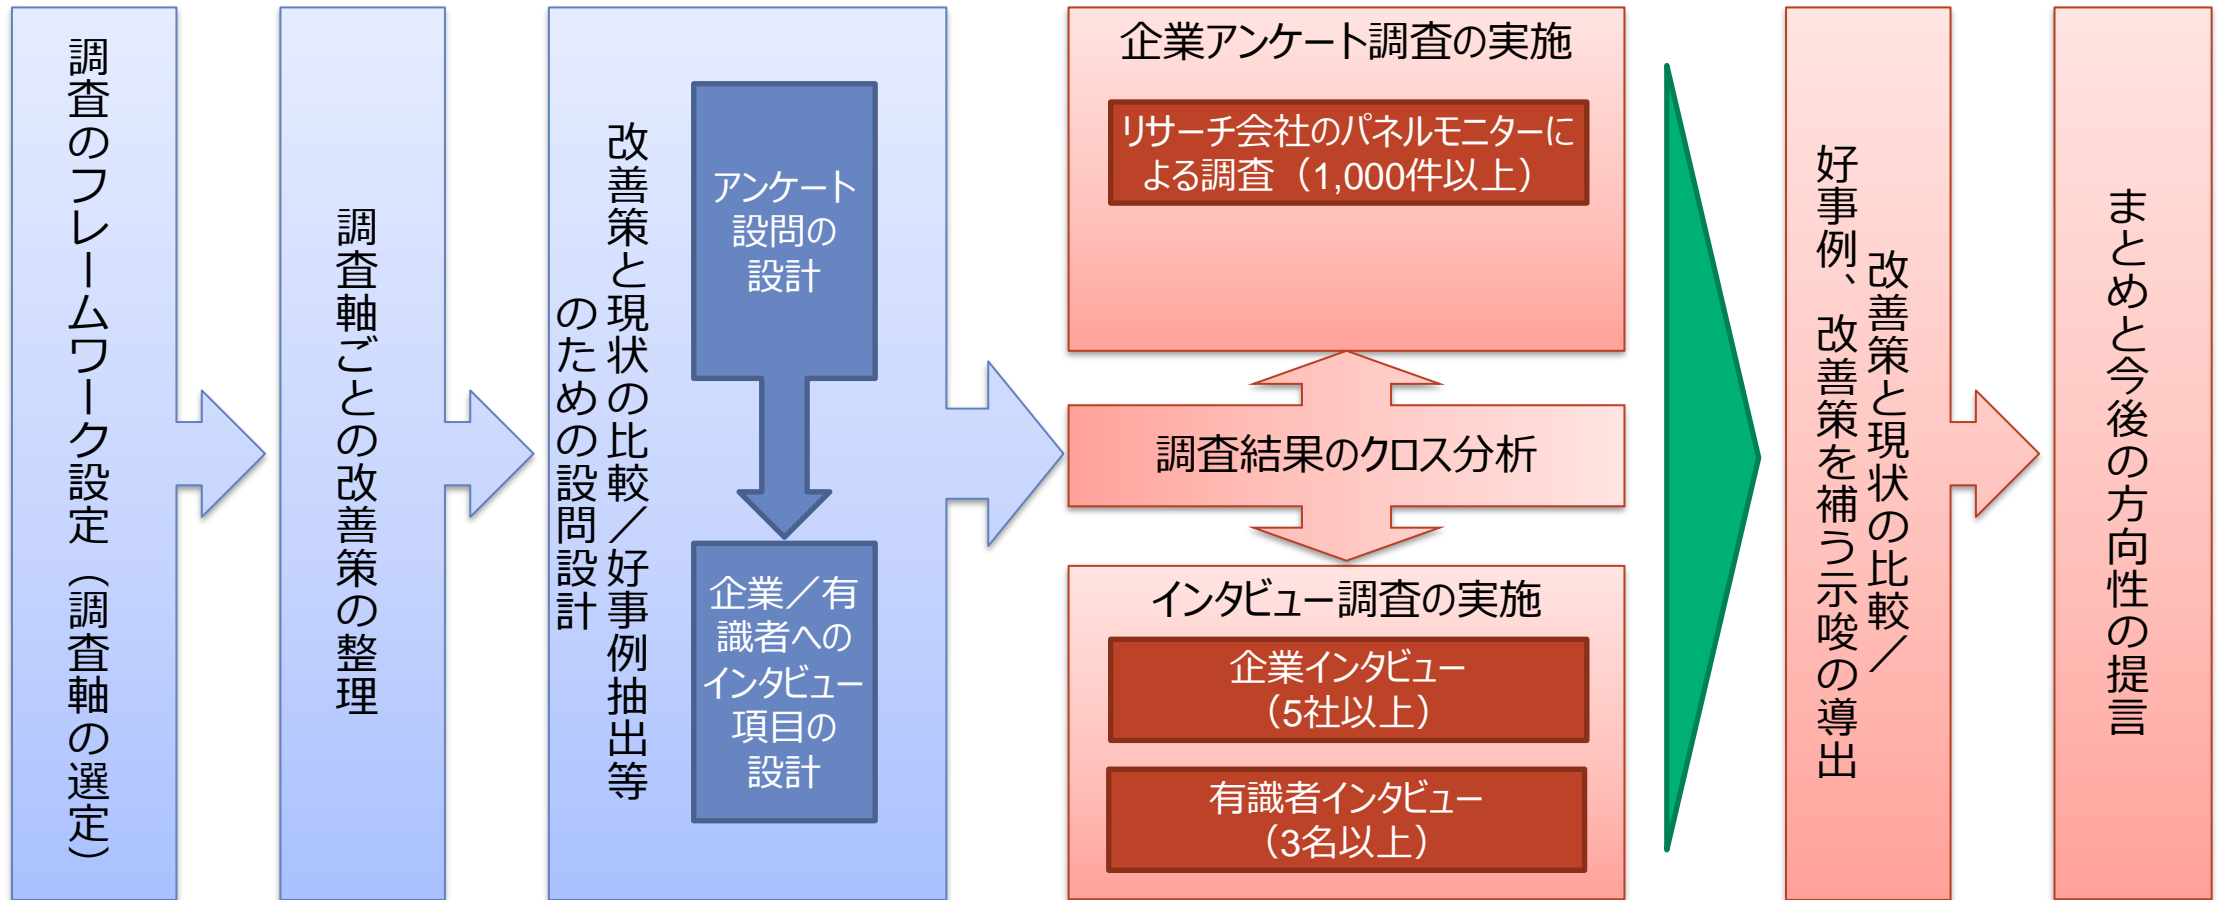 調査のフレームワーク設定（調査軸の選定）
調査軸ごとの改善策の整理
改善策と現状の比較／好事例抽出等
のための設問設計
アンケート
設問の
設計
企業／有
識者への
インタビュー
項目の
設計
企業アンケート調査の実施
リサーチ会社のパネルモニターに
よる調査（1,000件以上）
調査結果のクロス分析
インタビュー調査の実施
企業インタビュー
（5社以上）
有識者インタビュー
（3名以上）
改善策と現状の比較／
好事例、改善策を補う示唆の導出
まとめと今後の方向性の提言